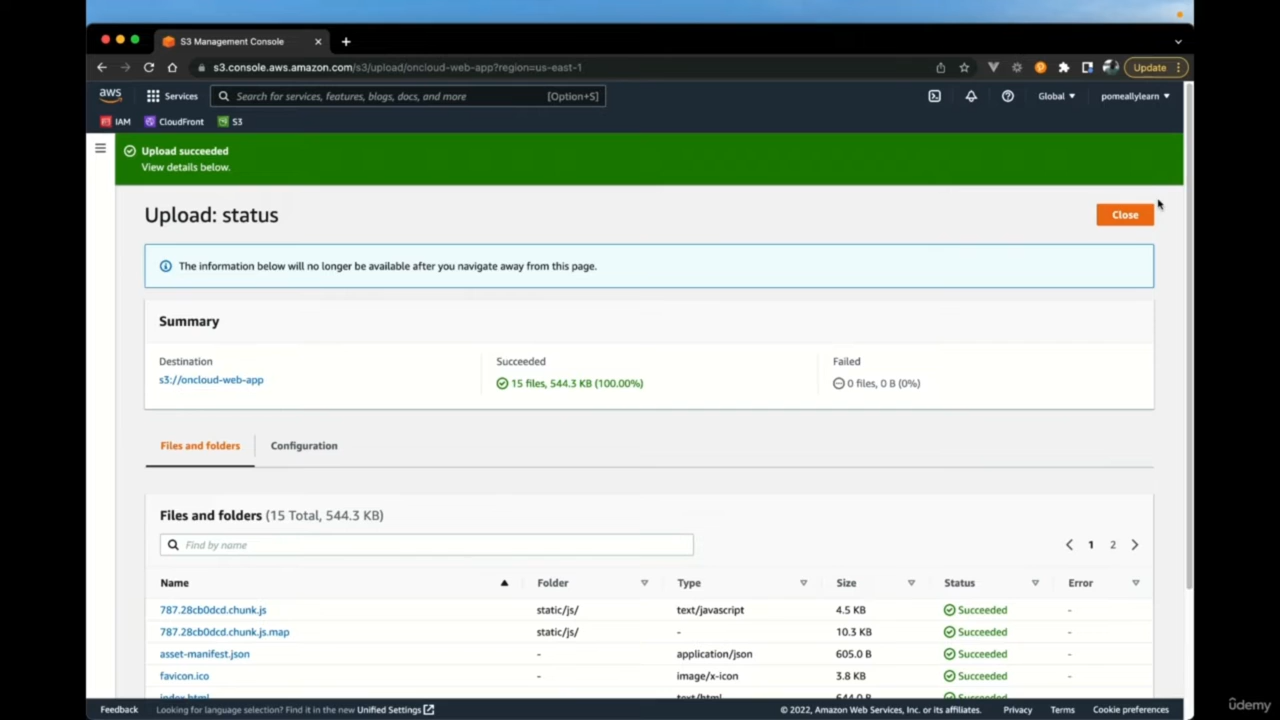 S3 Management Console
s3.console.aws.amazon.com/s3/upload/oncloud-web-app?region=us-east-1
Update
aws
Services
Search for services, features, blogs, docs, and more
[Option+S]
Global
pomeallylearn
IAM
CloudFront
S3
Upload succeeded
View details below.
Upload: status
Close
The information below will no longer be available after you navigate away from this page.
Summary
Destination
Succeeded
Failed
s3://oncloud-web-app
15 files, 544.3 KB (100.00%)
0 files, 0 B (0%)
Files and folders
Configuration
Files and folders (15 Total, 544.3 KB)
Find by name
1
2
Name Folder Type Size Status Error
787.28cb0dcd.chunk.js static/js/ text/javascript 4.5 KB Succeeded -
787.28cb0dcd.chunk.js.map static/js/ - 10.3 KB Succeeded -
asset-manifest.json - application/json 605.0 B Succeeded -
favicon.ico - image/x-icon 3.8 KB Succeeded -
index.html - text/html 644.0 B Succeeded -
Feedback
Looking for language selection? Find it in the new Unified Settings
© 2022, Amazon Web Services, Inc. or its affiliates.
Privacy
Terms
Cookie preferences
ûdemy